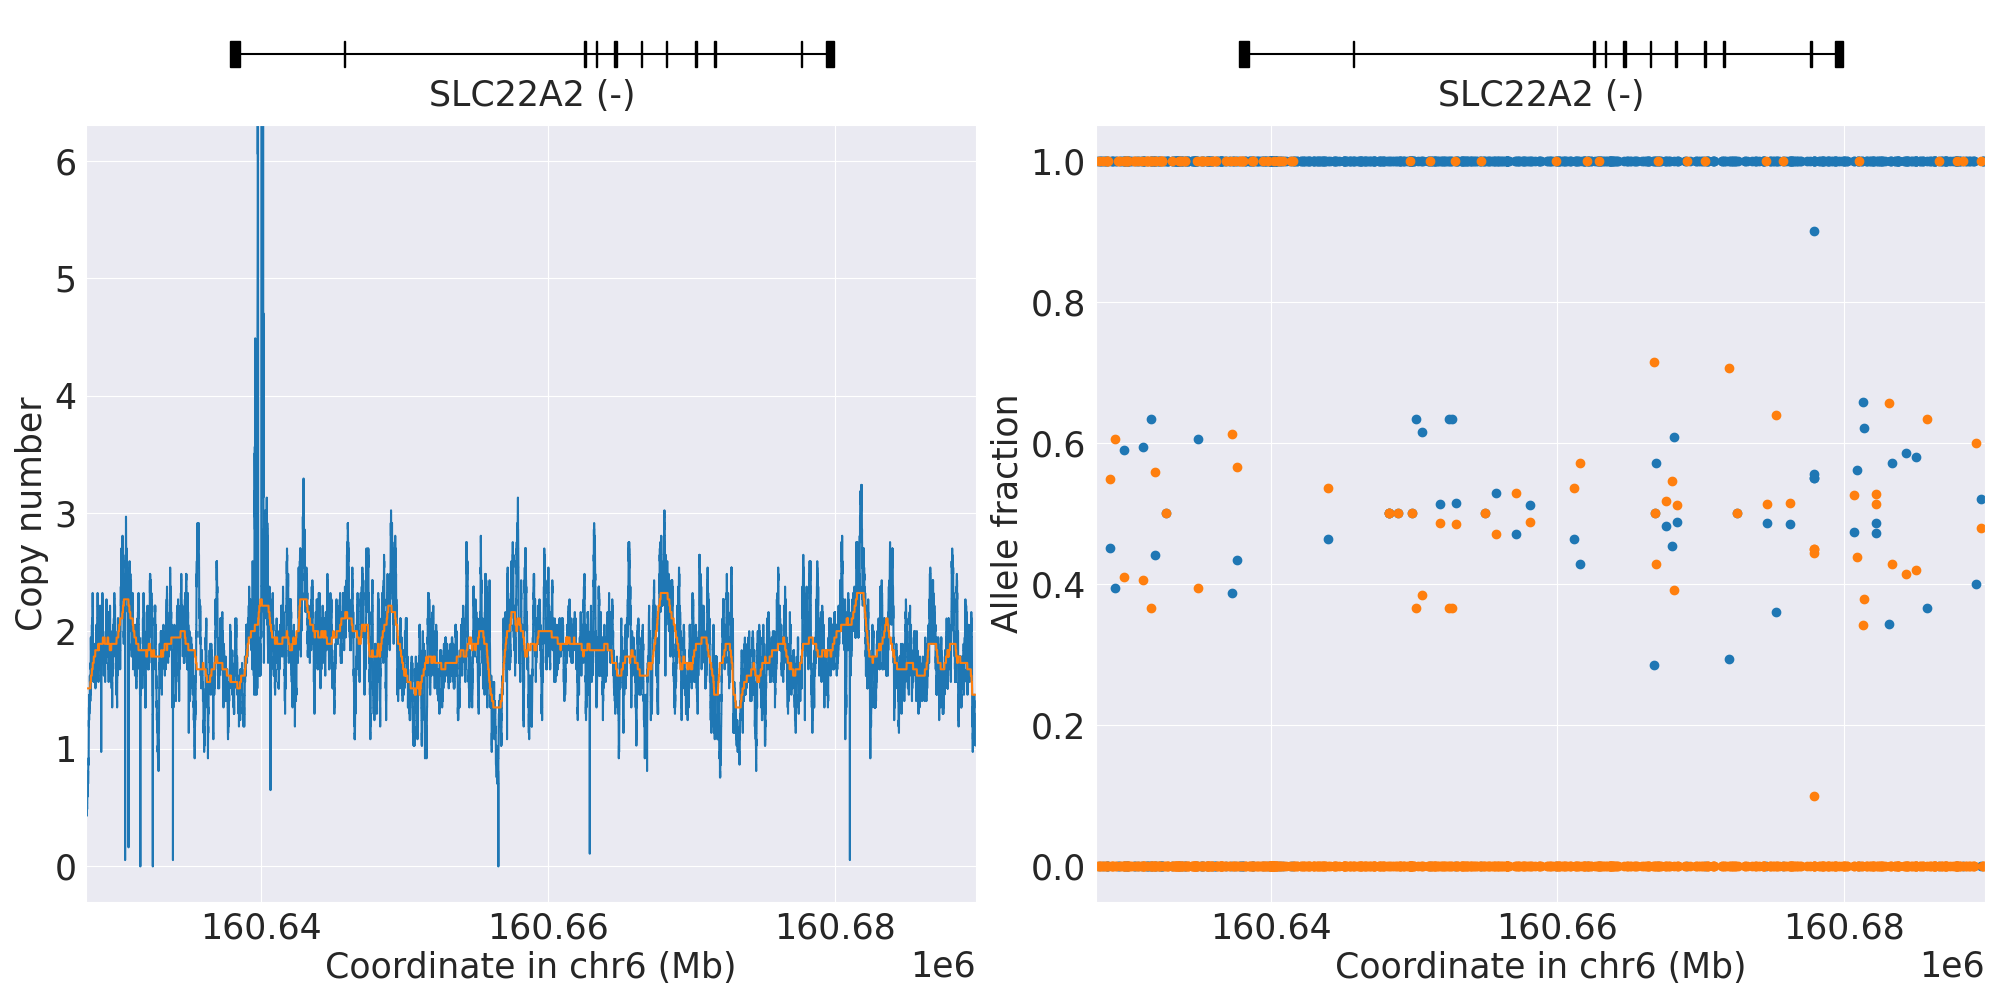 SLC22A2 (-)
Copy number
6
5
4
3
2
1
0
160.64 160.66 160.68
Coordinate in chr6 (Mb)
1e6
SLC22A2 (-)
Allele fraction
1.0
0.8
0.6
0.4
0.2
0.0
160.64 160.66 160.68
Coordinate in chr6 (Mb)
1e6